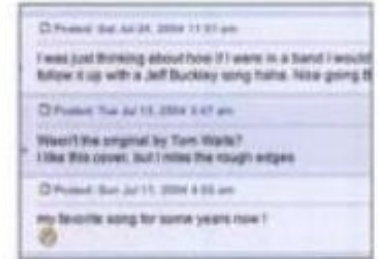 Posted: Sat Jul 24, 2004 11:51 am
I was just thinking about how if I were in a band I would
follow it up with a Jeff Buckley song haha. Nice going B
Posted: Tue Jul 13, 2004 3:47 am
Wasn't the original by Tom Waits?
I like this cover, but I miss the rough edges
Posted: Sun Jul 11, 2004 4:55 am
my favorite song for some years now !